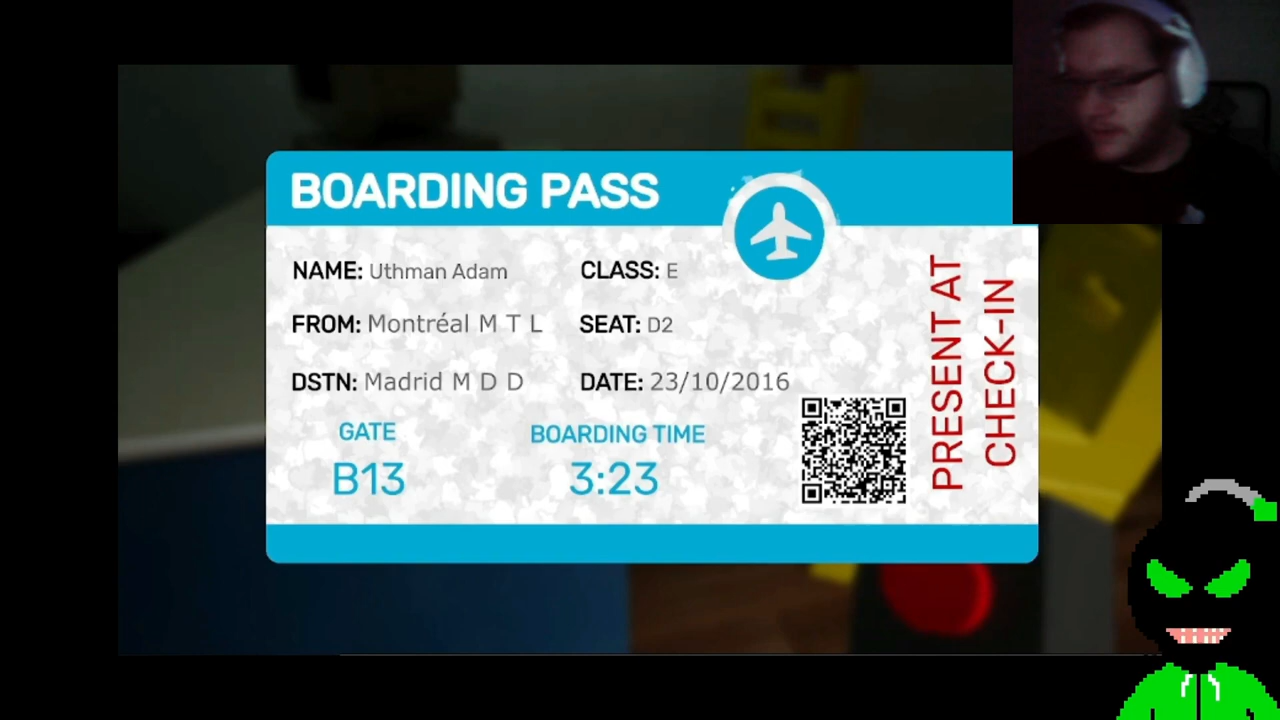 BOARDING PASS
NAME: Uthman Adam
CLASS: E
FROM: Montréal M T L
SEAT: D2
DSTN: Madrid M D D
DATE: 23/10/2016
GATE
BOARDING TIME
B13
3:23
PRESENT AT
CHECK-IN